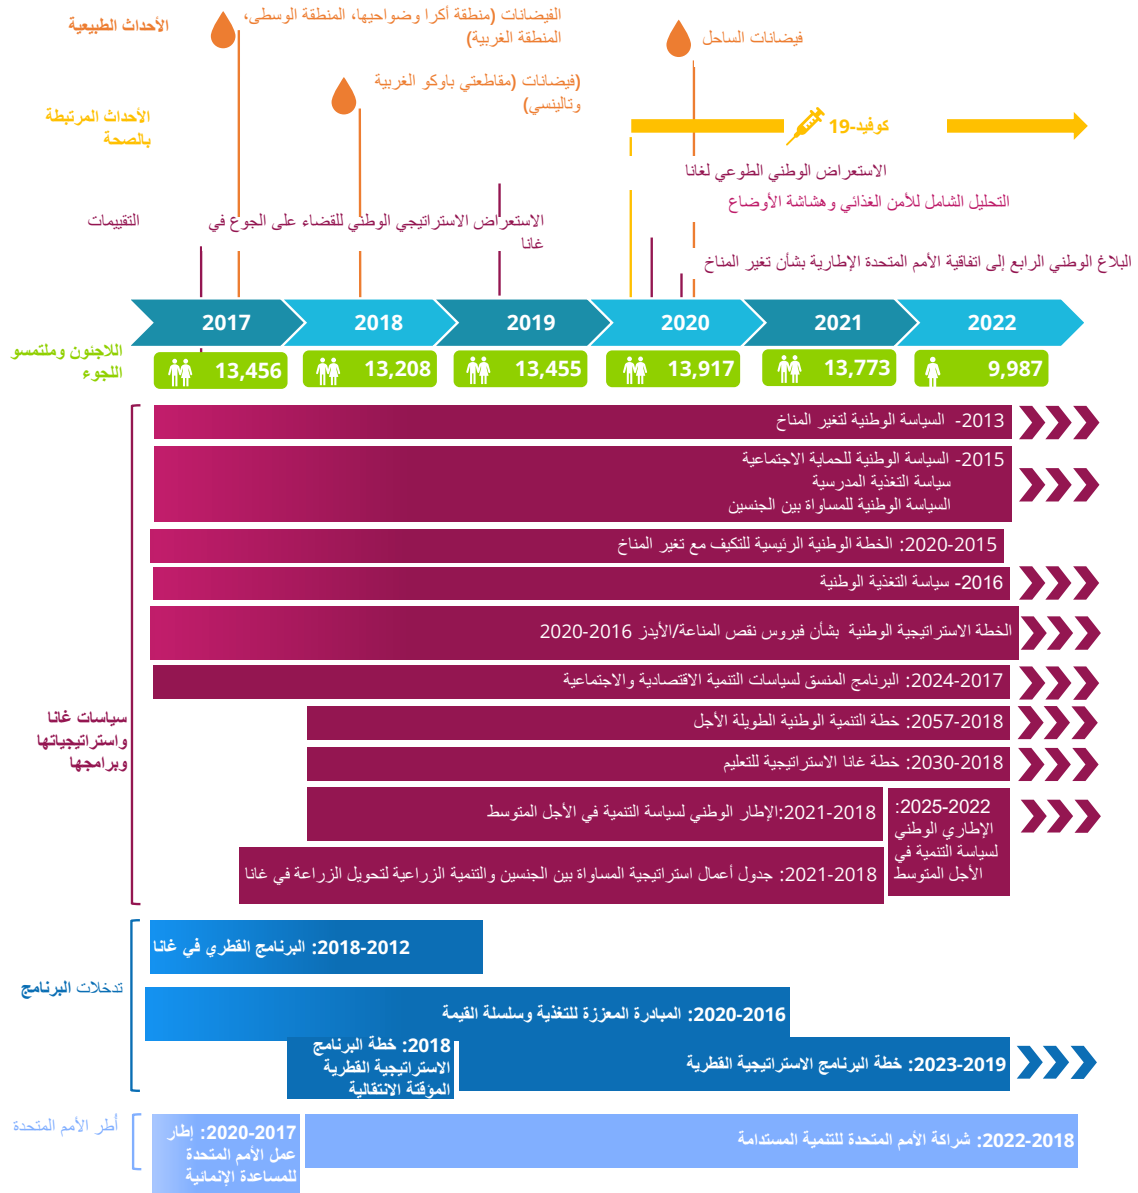 الأحداث الطبيعية
الفيضانات (منطقة أكرا وضواحيها، المنطقة الوسطى،
المنطقة الغربية)
فيضانات الساحل
(فيضانات (مقاطعتي باوكو الغربية
وتالينسي)
الأحداث المرتبطة
بالصحة
كوفيد-19
الاستعراض الوطني الطوعي لغانا
التحليل الشامل للأمن الغذائي وهشاشة الأوضاع
التقييمات
الاستعراض الاستراتيجي الوطني للقضاء على الجوع في
غانا
البلاغ الوطني الرابع إلى اتفاقية الأمم المتحدة الإطارية بشأن تغير المناخ
2017 2018 2019 2020 2021 2022
اللاجئون وملتمسو
اللجوء
13,456 13,208 13,455 13,917 13,773 9,987
سياسات غانا
واستراتيجياتها
وبرامجها
2013- السياسة الوطنية لتغير المناخ
2015- السياسة الوطنية للحماية الاجتماعية
سياسة التغذية المدرسية
السياسة الوطنية للمساواة بين الجنسين
2020-2015: الخطة الوطنية الرئيسية للتكيف مع تغير المناخ
2016- سياسة التغذية الوطنية
الخطة الاستراتيجية الوطنية بشأن فيروس نقص المناعة/الأيدز 2016-2020
2024-2017: البرنامج المنسق لسياسات التنمية الاقتصادية والاجتماعية
2057-2018: خطة التنمية الوطنية الطويلة الأجل
2030-2018: خطة غانا الاستراتيجية للتعليم
2021-2018:الإطار الوطني لسياسة التنمية في الأجل المتوسط
2025-2022:
الإطاري الوطني
لسياسة التنمية في
الأجل المتوسط
2021-2018: جدول أعمال استراتيجية المساواة بين الجنسين والتنمية الزراعية لتحويل الزراعة في غانا
تدخلات البرنامج
2018-2012: البرنامج القطري في غانا
2020-2016: المبادرة المعززة للتغذية وسلسلة القيمة
2018: خطة البرنامج
الاستراتيجية القطرية
المؤقتة الانتقالية
2023-2019: خطة البرنامج الاستراتيجية القطرية
أطر الأمم المتحدة
2020-2017: إطار
عمل الأمم المتحدة
للمساعدة الإنمائية
2022-2018: شراكة الأمم المتحدة للتنمية المستدامة